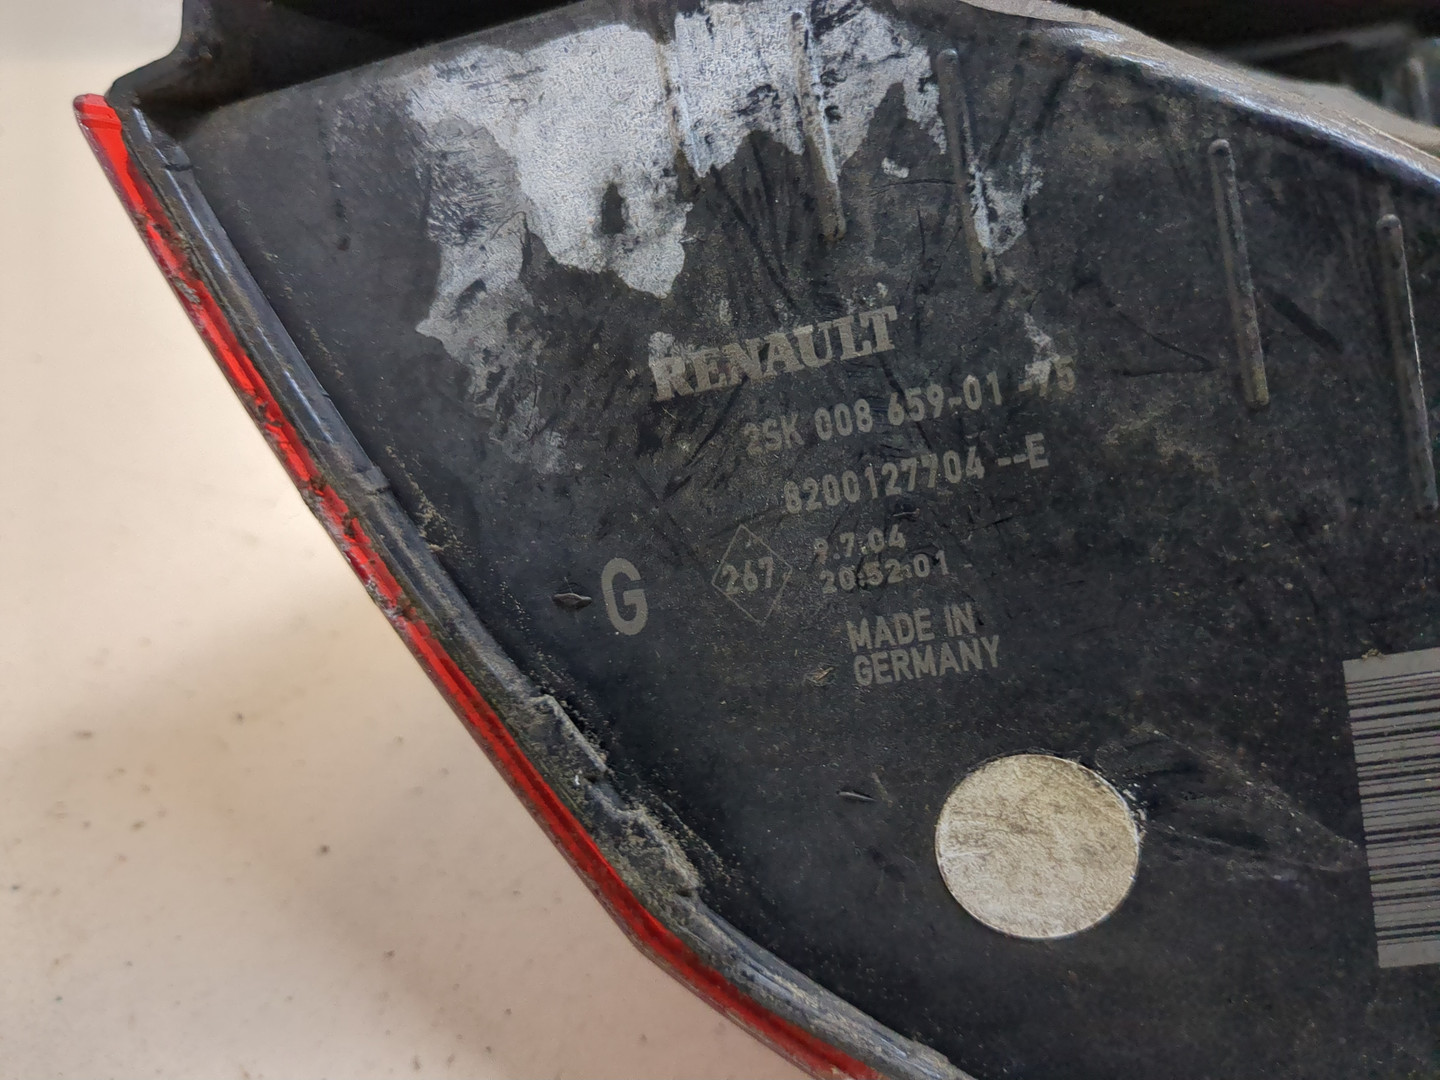 RENAULT
2SK 008 659-01 -75
8200127704 --E
G
267
9.7.04
20:52:01
MADE IN
GERMANY